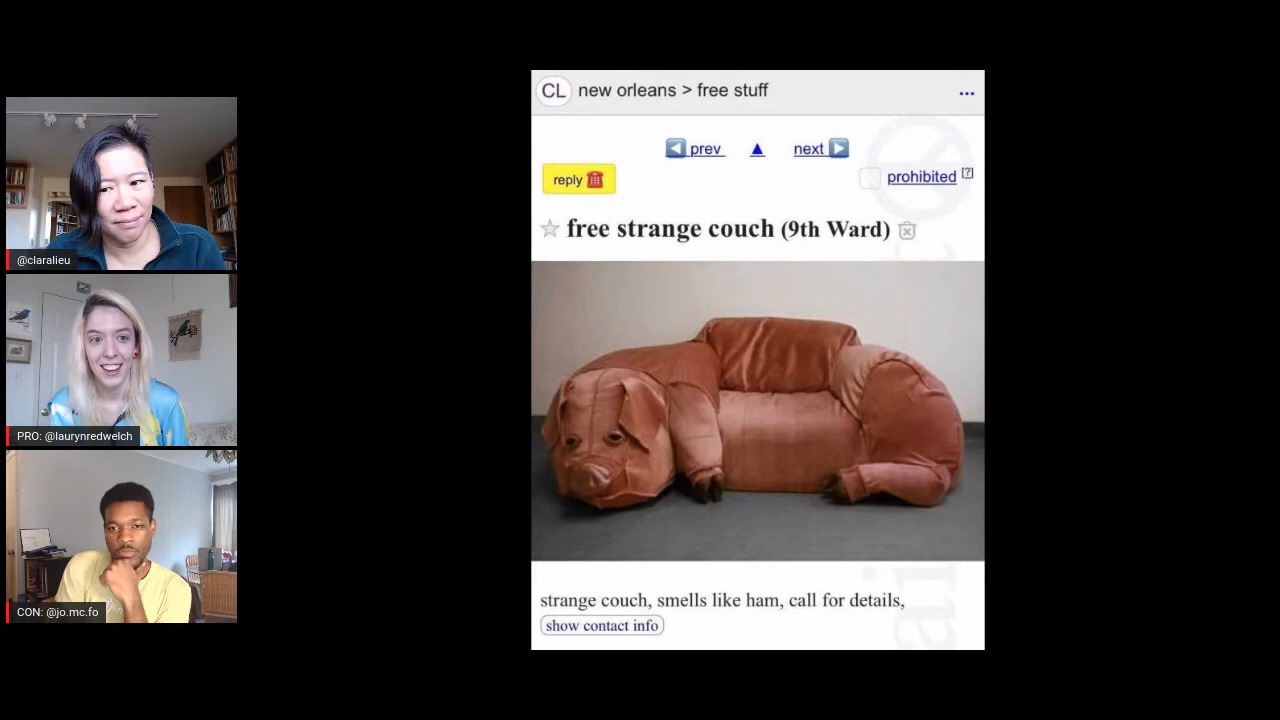 @claralieu
PRO: @laurynredwelch
CON: @jo.mc.fo
CL new orleans > free stuff ...
prev next
reply prohibited [?]
free strange couch (9th Ward)
strange couch, smells like ham, call for details,
show contact info